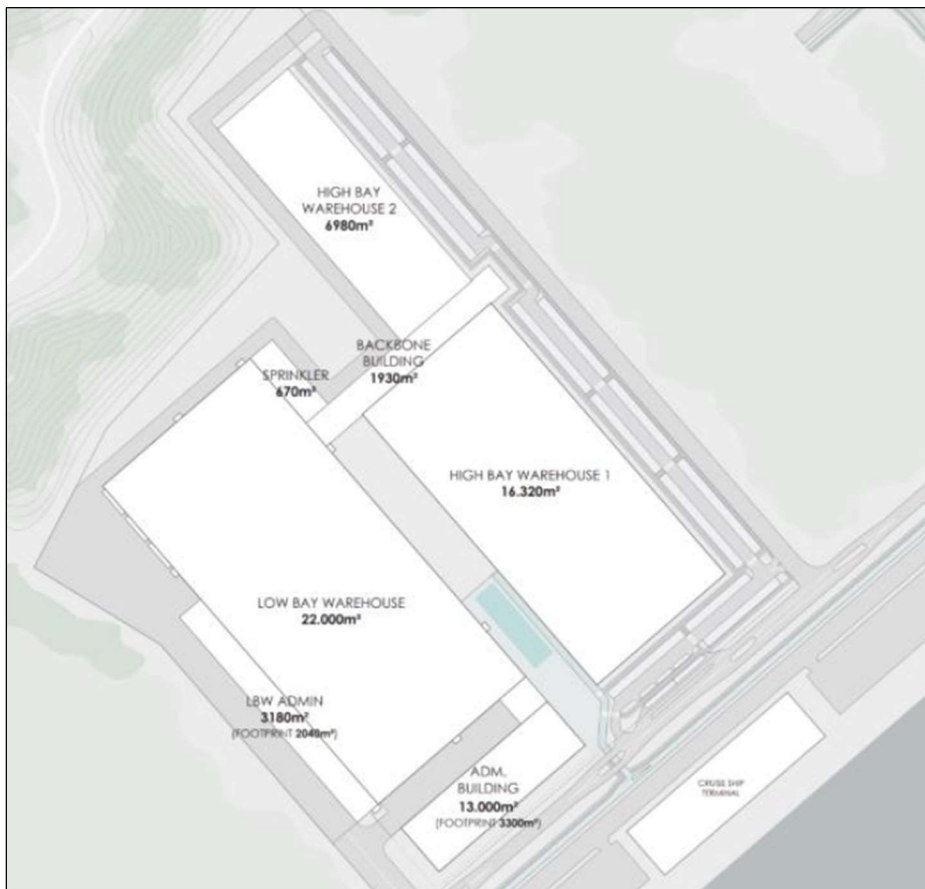 HIGH BAY
WAREHOUSE 2
6980m²
BACKBONE
BUILDING
1930m²
SPRINKLER
670m²
HIGH BAY WAREHOUSE 1
16.320m²
LOW BAY WAREHOUSE
22.000m²
LBW ADMIN
3180m²
(FOOTPRINT 2040m²)
ADM.
BUILDING
13.000m²
(FOOTPRINT 3300m²)
CRUSE SHIP
TERMINAL